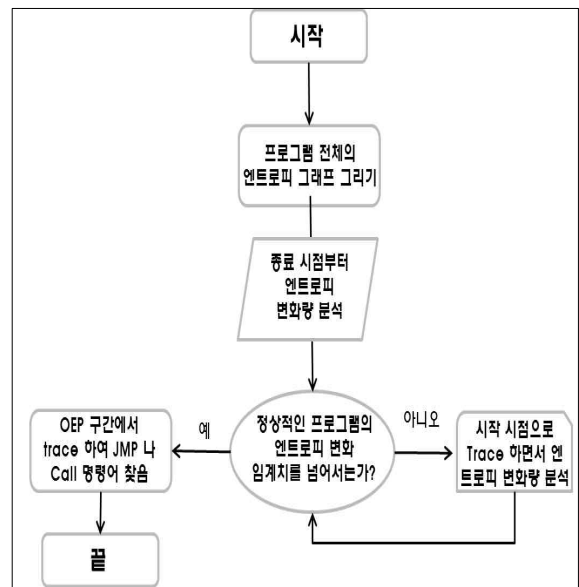 시작
프로그램 전체의
엔트로피 그래프 그리기
종료 시점부터
엔트로피
변화량 분석
정상적인 프로그램의
엔트로피 변화
임계치를 넘어서는가?
예
아니오
OEP 구간에서
trace 하여 JMP 나
Call 명령어 찾음
시작 시점으로
Trace 하면서 엔
트로피 변화량 분석
끝